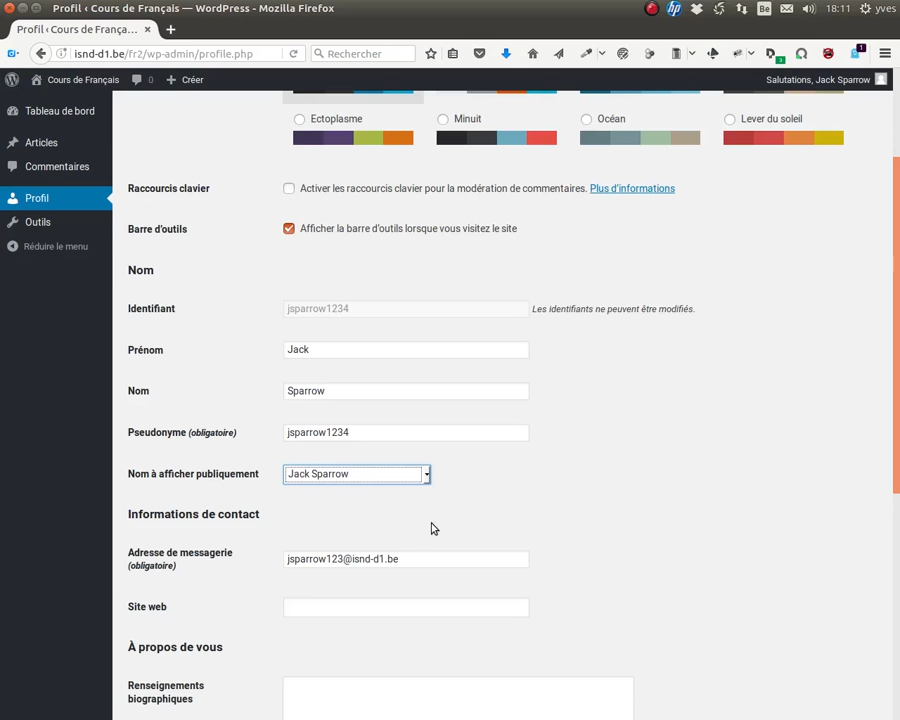 Profil ‹ Cours de Français — WordPress - Mozilla Firefox
18:11
yves
Be
Profil ‹ Cours de França...
isnd-d1.be/fr2/wp-admin/profile.php
Rechercher
3
1
Cours de Français
0
Créer
Salutations, Jack Sparrow
Tableau de bord
Articles
Commentaires
Profil
Outils
Réduire le menu
Ectoplasme
Minuit
Océan
Lever du soleil
Raccourcis clavier
Activer les raccourcis clavier pour la modération de commentaires. Plus d'informations
Barre d'outils
Afficher la barre d'outils lorsque vous visitez le site
Nom
Identifiant
jsparrow1234
Les identifiants ne peuvent être modifiés.
Prénom
Jack
Nom
Sparrow
Pseudonyme (obligatoire)
jsparrow1234
Nom à afficher publiquement
Jack Sparrow
Informations de contact
Adresse de messagerie
(obligatoire)
jsparrow123@isnd-d1.be
Site web
À propos de vous
Renseignements
biographiques